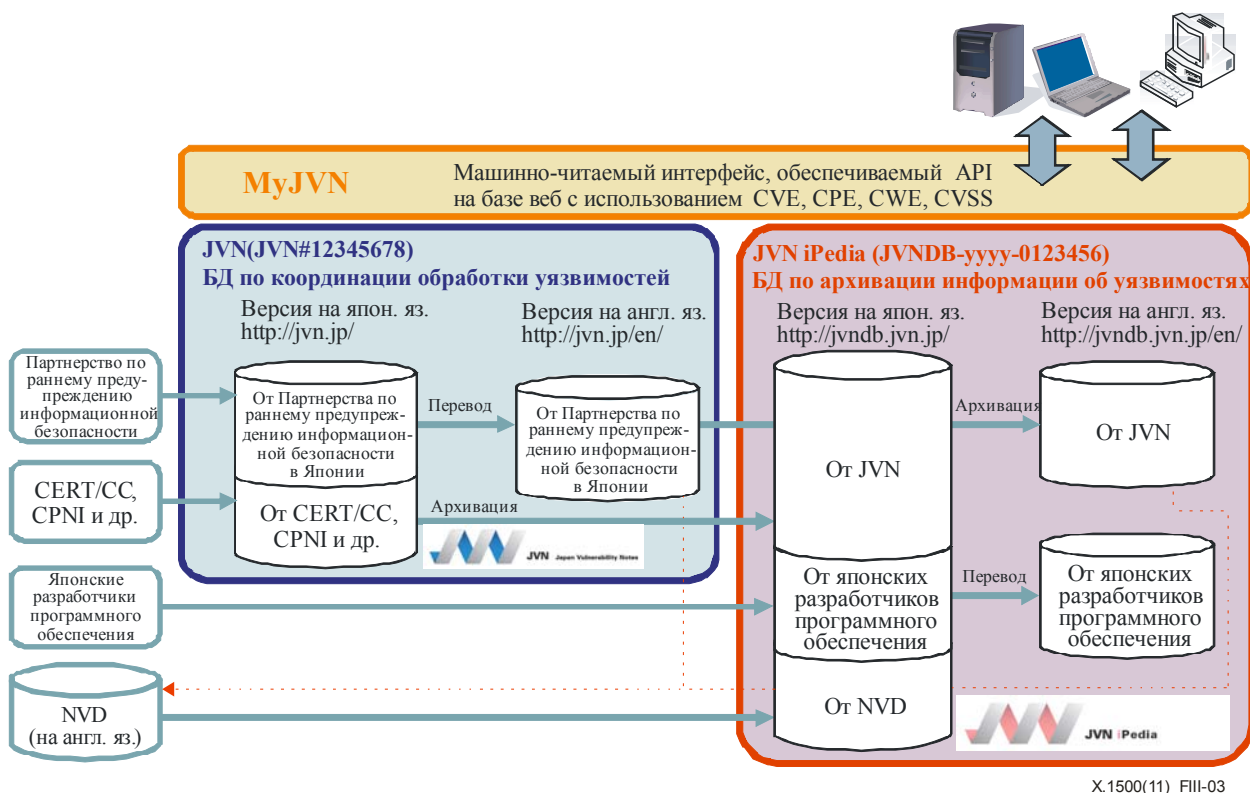 MyJVN
Машинно-читаемый интерфейс, обеспечиваемый API
на базе веб с использованием CVE, CPE, CWE, CVSS
JVN(JVN#12345678)
БД по координации обработки уязвимостей
Версия на япон. яз.
http://jvn.jp/
Версия на англ. яз.
http://jvn.jp/en/
JVN iPedia (JVNDB-yyyy-0123456)
БД по архивации информации об уязвимостях
Версия на япон. яз.
http://jvndb.jvn.jp/
Версия на англ. яз.
http://jvndb.jvn.jp/en/
Партнерство по
раннему преду-
преждению
информационной
безопасности
От Партнерства по
раннему предупреж-
дению информацион-
ной безопасности
в Японии
Перевод
От Партнерства по
раннему предупреж-
дению информацион-
ной безопасности
в Японии
От JVN
Архивация
От JVN
CERT/CC,
CPNI и др.
От CERT/CC,
CPNI и др.
Архивация
JVN Japan Vulnerability Notes
Японские
разработчики
программного
обеспечения
От японских
разработчиков
программного
обеспечения
Перевод
От японских
разработчиков
программного
обеспечения
NVD
(на англ. яз.)
От NVD
JVN iPedia
X.1500(11)_FIII-03